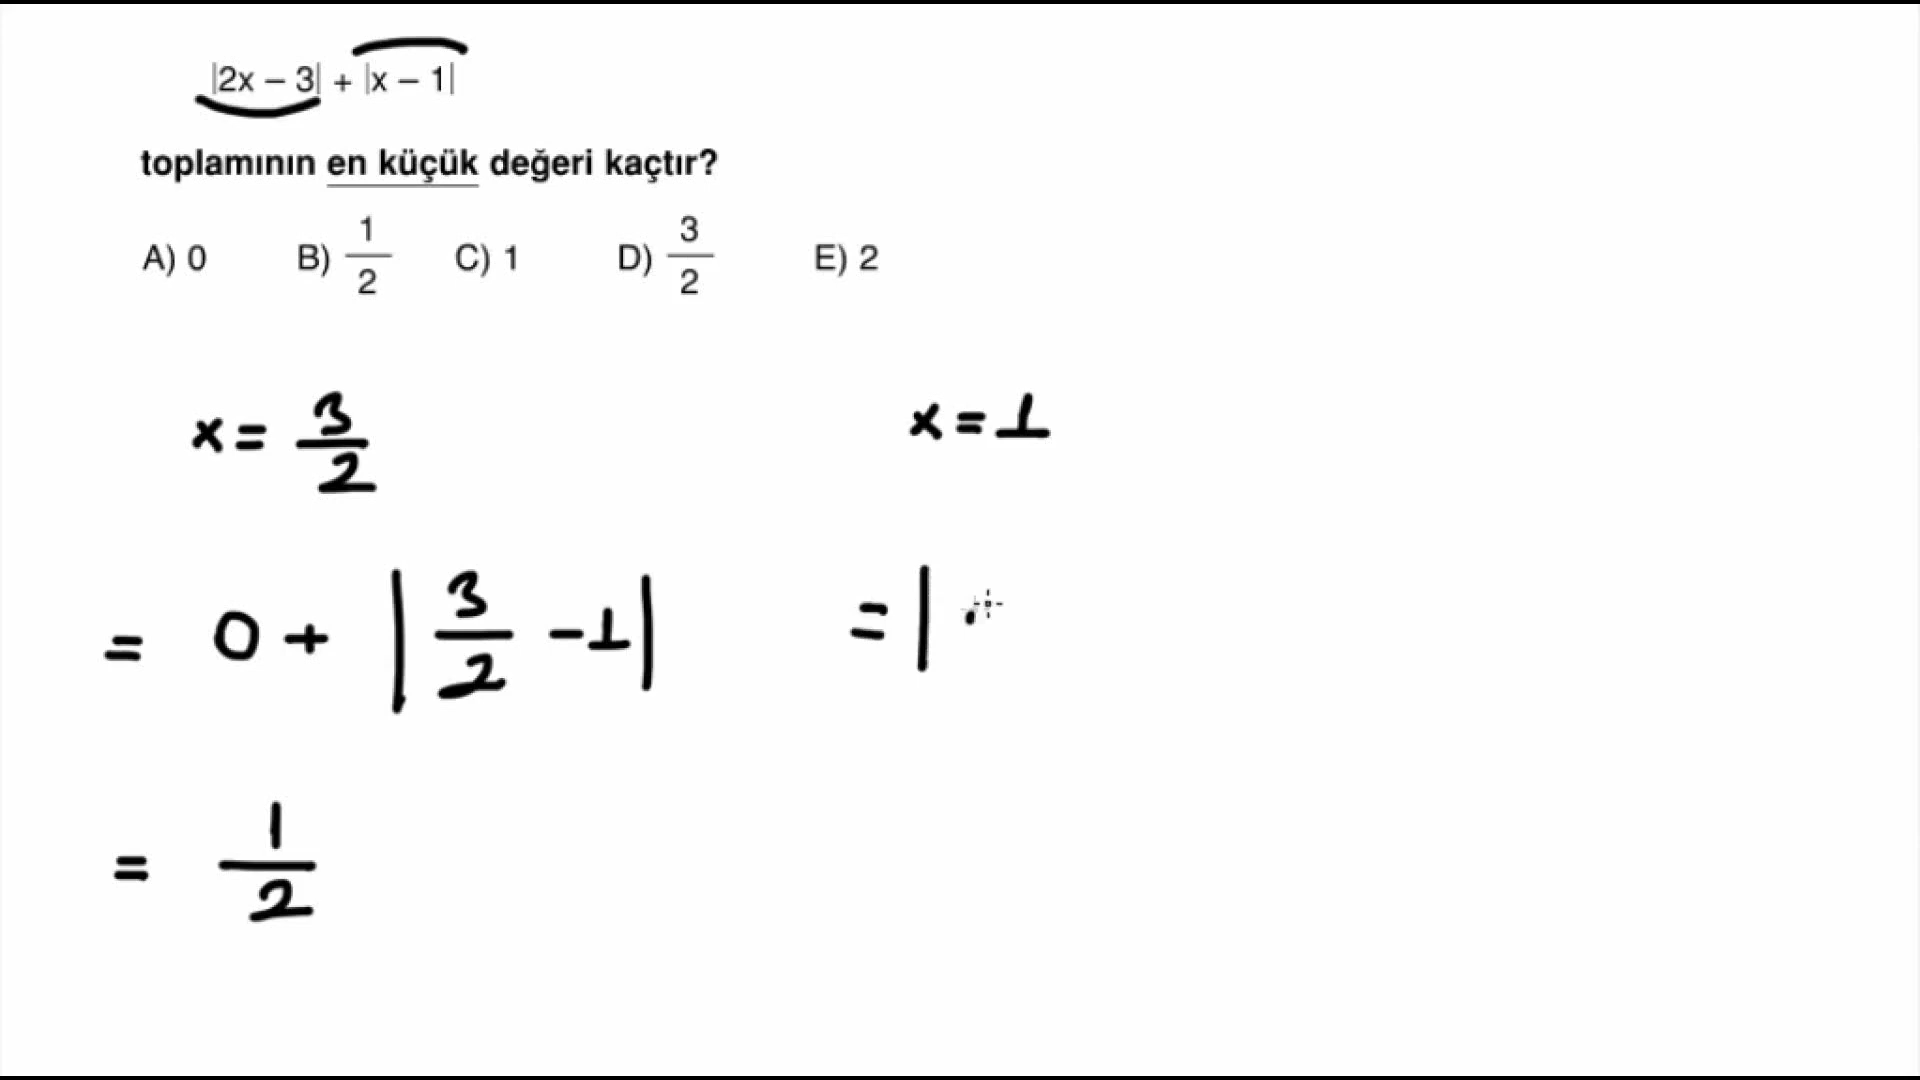 |2x – 3| + |x – 1|
toplamının en küçük değeri kaçtır?
A) 0 B) 1/2 C) 1 D) 3/2 E) 2
x = 3/2 x = 1
= 0 + |3/2 - 1| = |
= 1/2